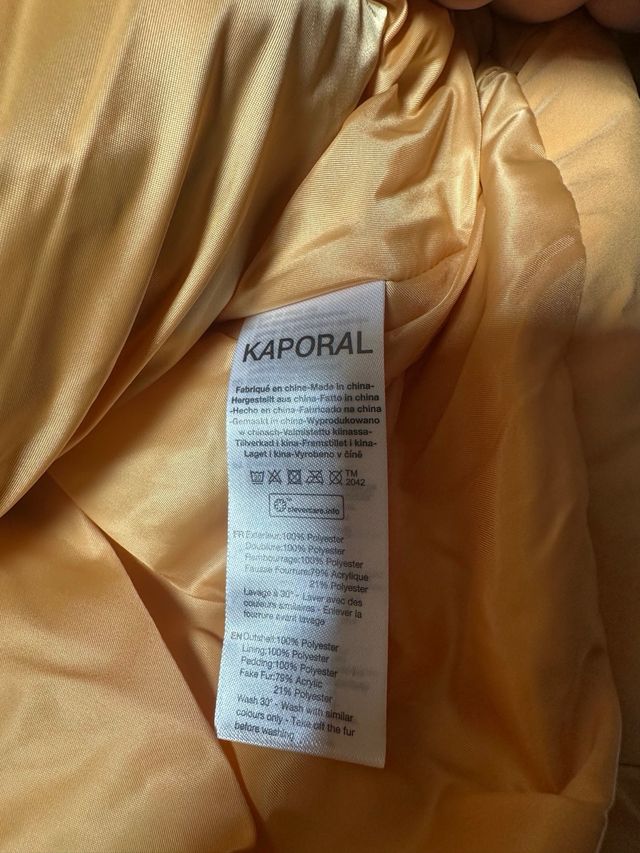 KAPORAL
Fabriqué en chine-Made in china-
Hergestellt aus china-Fatto in china
-Hecho en china-Fabricado na china
-Gemaakt in china-Wyprodukowano
w chinach-Valmistettu kiinassa-
Tillverkad i kina-Fremstillet i kina-
Laget i kina-Vyrobeno v číně
TM
2042
TM
clevercare.info
FR Extérieur:100% Polyester
Doublure:100% Polyester
Rembourrage:100% Polyester
Fausse Fourrure:79% Acrylique
21% Polyester
Lavage à 30° - Laver avec des
couleurs similaires - Enlever la
fourrure avant lavage
EN Outshell:100% Polyester
Lining:100% Polyester
Pedding:100% Polyester
Fake Fur:79% Acrylic
21% Polyester
Wash 30° - Wash with similar
colours only - Take off the fur
before washing